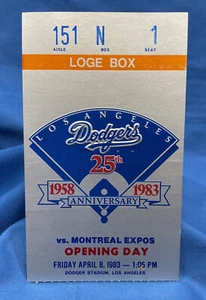 151 N 1
AISLE ROW SEAT
LOGE BOX
LOS ANGELES
Dodgers
25th
1958 1983
ANNIVERSARY
vs. MONTREAL EXPOS
OPENING DAY
FRIDAY APRIL 8, 1983 — 1:05 PM
DODGER STADIUM, LOS ANGELES